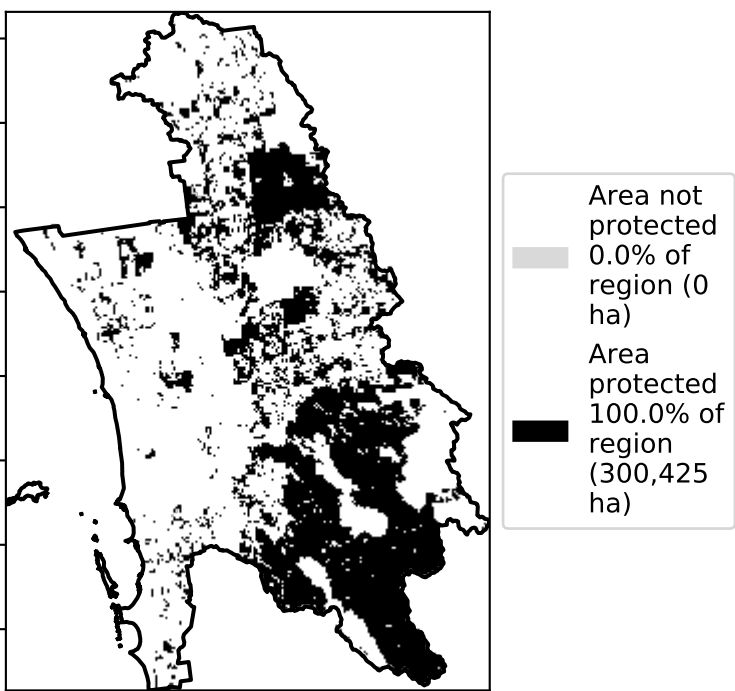 Area not
protected
0.0% of
region (0
ha)
Area
protected
100.0% of
region
(300,425
ha)